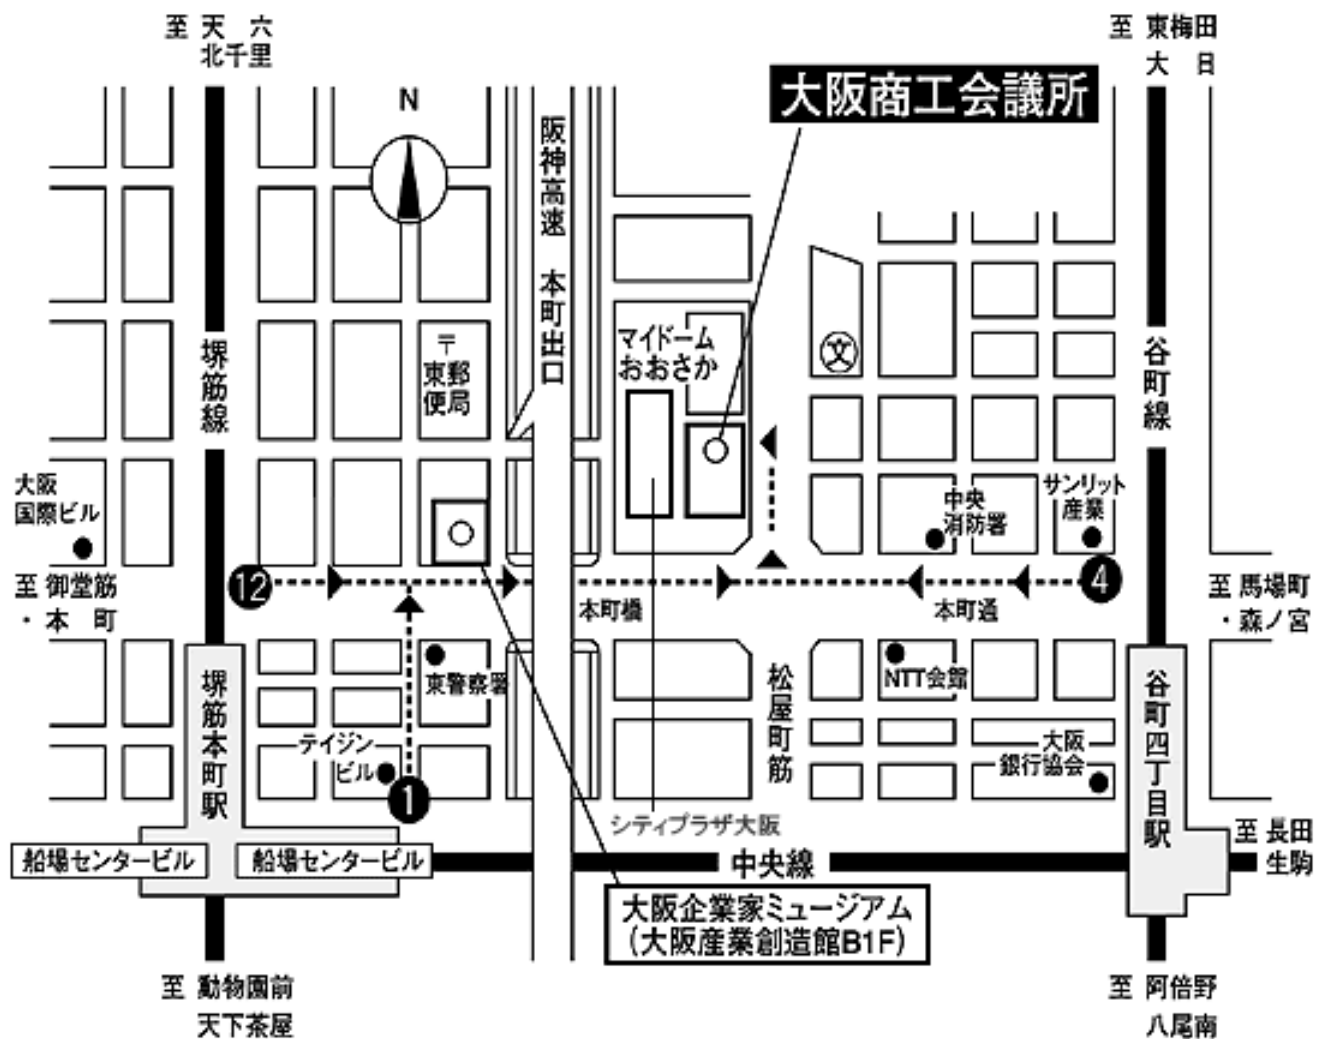 至 天 六
北千里
至 東梅田
大 日
大阪商工会議所
N
阪神高速 本町出口
堺筋線
〒
東郵
便局
マイドーム
おおさか
文
谷町線
大阪
国際ビル
中央
消防署
サンリット
産業
12
4
至 御堂筋
・本 町
本町橋
本町通
至 馬場町
・森ノ宮
東警察署
NTT会館
堺筋本町駅
松屋町筋
谷町四丁目駅
テイジン
ビル
1
大阪
銀行協会
シティプラザ大阪
至 長田
生駒
船場センタービル
船場センタービル
中央線
大阪企業家ミュージアム
(大阪産業創造館B1F)
至 動物園前
天下茶屋
至 阿倍野
八尾南